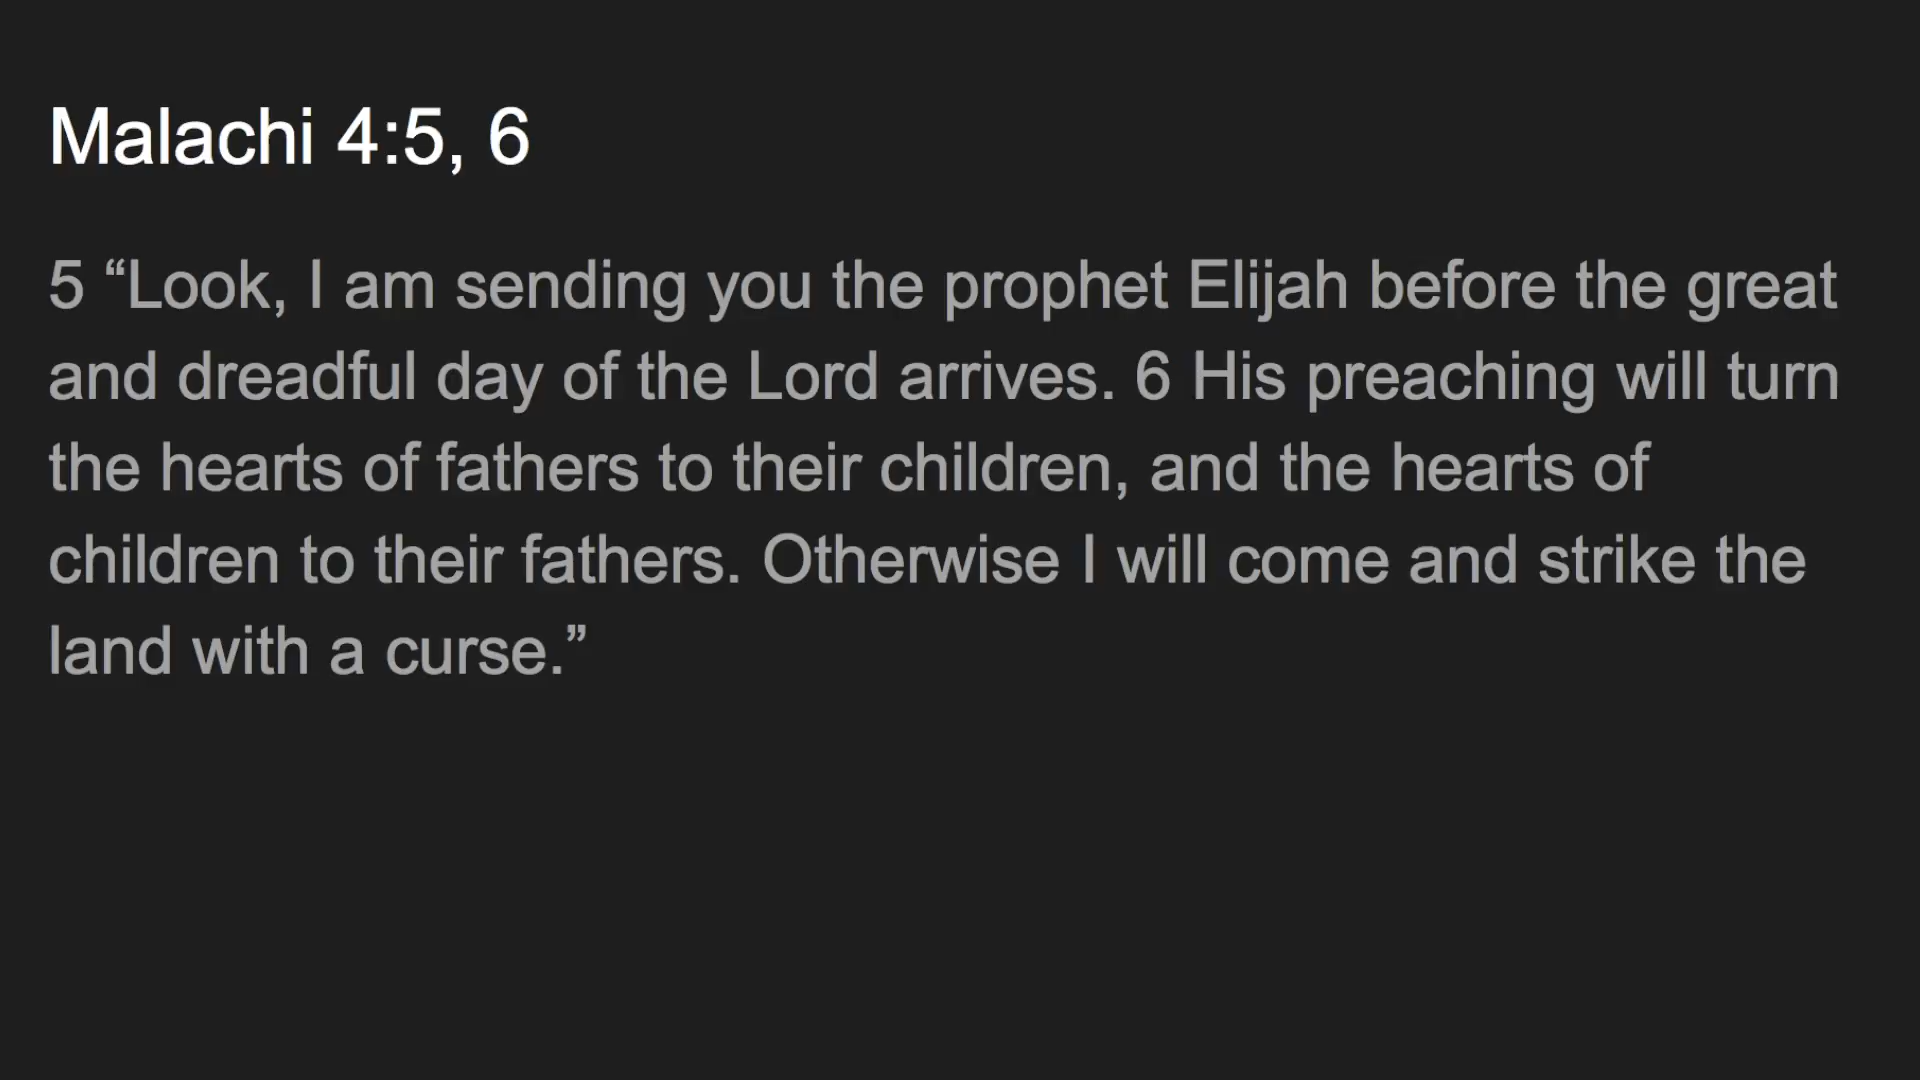 Malachi 4:5, 6
5 “Look, I am sending you the prophet Elijah before the great
and dreadful day of the Lord arrives. 6 His preaching will turn
the hearts of fathers to their children, and the hearts of
children to their fathers. Otherwise I will come and strike the
land with a curse.”